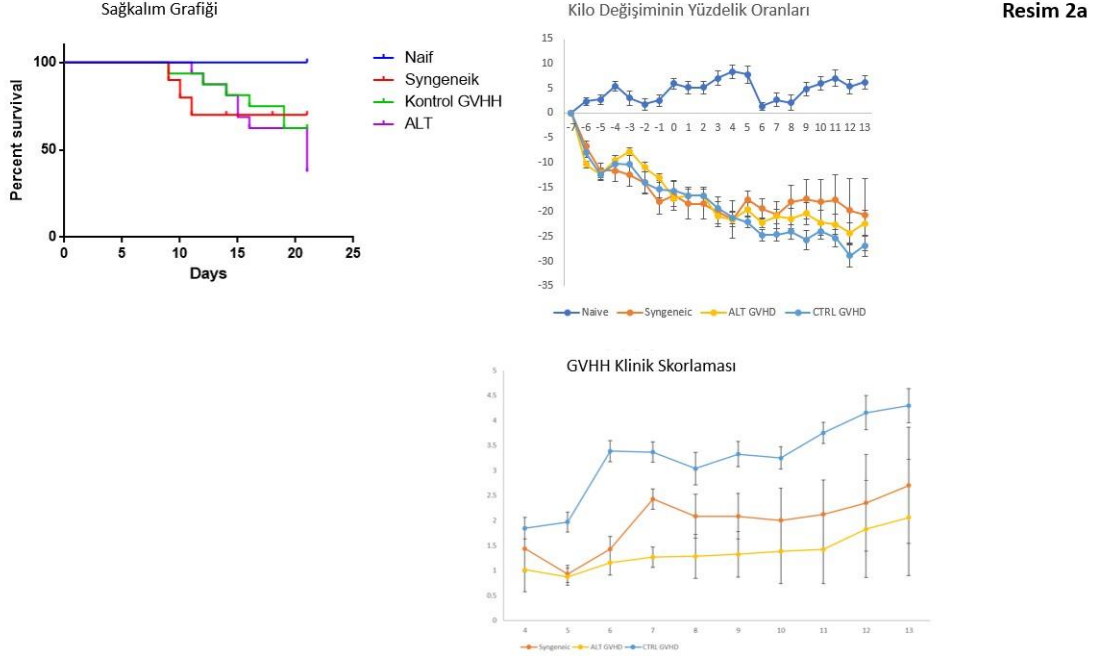 Sağkalım Grafiği
Kilo Değişiminin Yüzdelik Oranları
Resim 2a
Percent survival
100
50
0
0 5 10 15 20 25
Days
Naif
Syngeneik
Kontrol GVHH
ALT
15
10
5
0
-5
-10
-15
-20
-25
-30
-35
-7 -6 -5 -4 -3 -2 -1 0 1 2 3 4 5 6 7 8 9 10 11 12 13
Naive Syngeneic ALT GVHD CTRL GVHD
GVHH Klinik Skorlaması
5
4.5
4
3.5
3
2.5
2
1.5
1
0.5
0
4 5 6 7 8 9 10 11 12 13
Syngeneic ALT GVHD CTRL GVHD